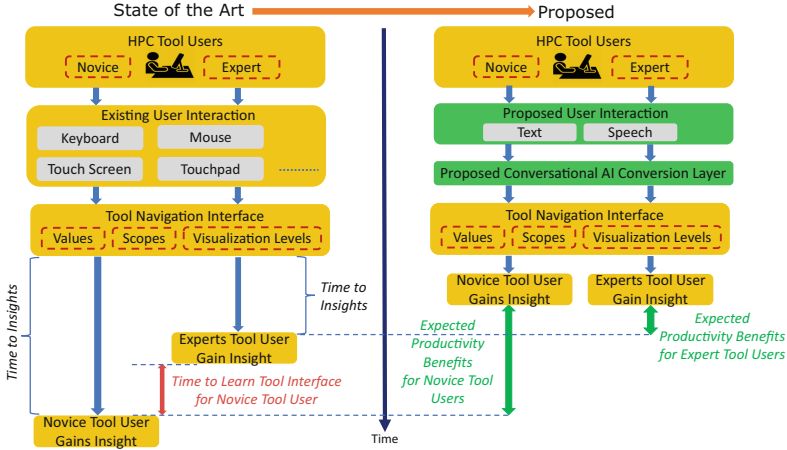 State of the Art
Proposed
HPC Tool Users
Novice
Expert
Existing User Interaction
Keyboard
Mouse
Touch Screen
Touchpad
Tool Navigation Interface
Values
Scopes
Visualization Levels
Time to Insights
Time to
Insights
Experts Tool User
Gain Insight
Time to Learn Tool Interface
for Novice Tool User
Novice Tool User
Gains Insight
Time
HPC Tool Users
Novice
Expert
Proposed User Interaction
Text
Speech
Proposed Conversational AI Conversion Layer
Tool Navigation Interface
Values
Scopes
Visualization Levels
Novice Tool User
Gains Insight
Experts Tool User
Gain Insight
Expected
Productivity
Benefits
for Novice Tool
Users
Expected
Productivity Benefits
for Expert Tool Users